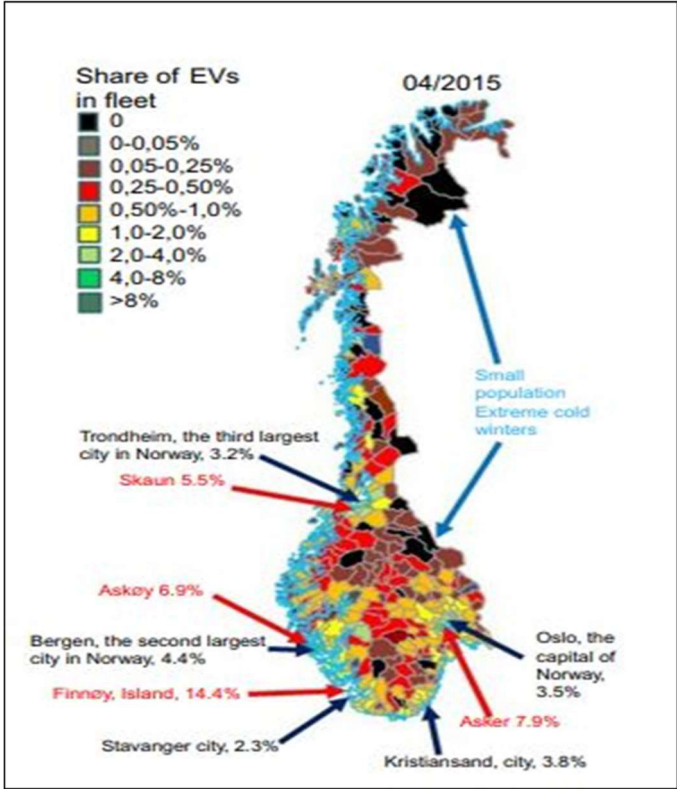 Share of EVs
in fleet
04/2015
0
0-0,05%
0,05-0,25%
0,25-0,50%
0,50%-1,0%
1,0-2,0%
2,0-4,0%
4,0-8%
>8%
Small
population
Extreme cold
winters
Trondheim, the third largest
city in Norway, 3.2%
Skaun 5.5%
Askøy 6.9%
Bergen, the second largest
city in Norway, 4.4%
Finnøy, Island, 14.4%
Stavanger city, 2.3%
Oslo, the
capital of
Norway,
3.5%
Asker 7.9%
Kristiansand, city, 3.8%